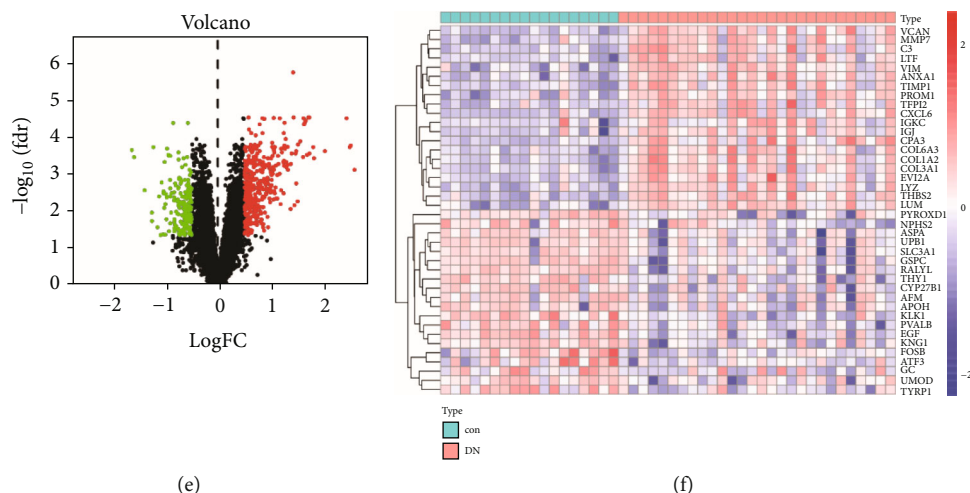 Volcano
6
5
4
3
2
1
0
−log10 (fdr)
−2
−1
0
1
2
LogFC
(e)
Type
VCAN
MMP7
C3
LTF
VIM
ANXA1
TIMP1
PROM1
TFPI2
CXCL6
IGKC
IGJ
CPA3
COL6A3
COL1A2
COL3A1
EVI2A
LYZ
THBS2
LUM
PYROXD1
NPHS2
ASPA
UPB1
SLC3A1
GSPC
RALYL
THY1
CYP27B1
AFM
APOH
KLK1
PVALB
EGF
KNG1
FOSB
ATF3
GC
UMOD
TYRP1
2
0
−2
Type
con
DN
(f)